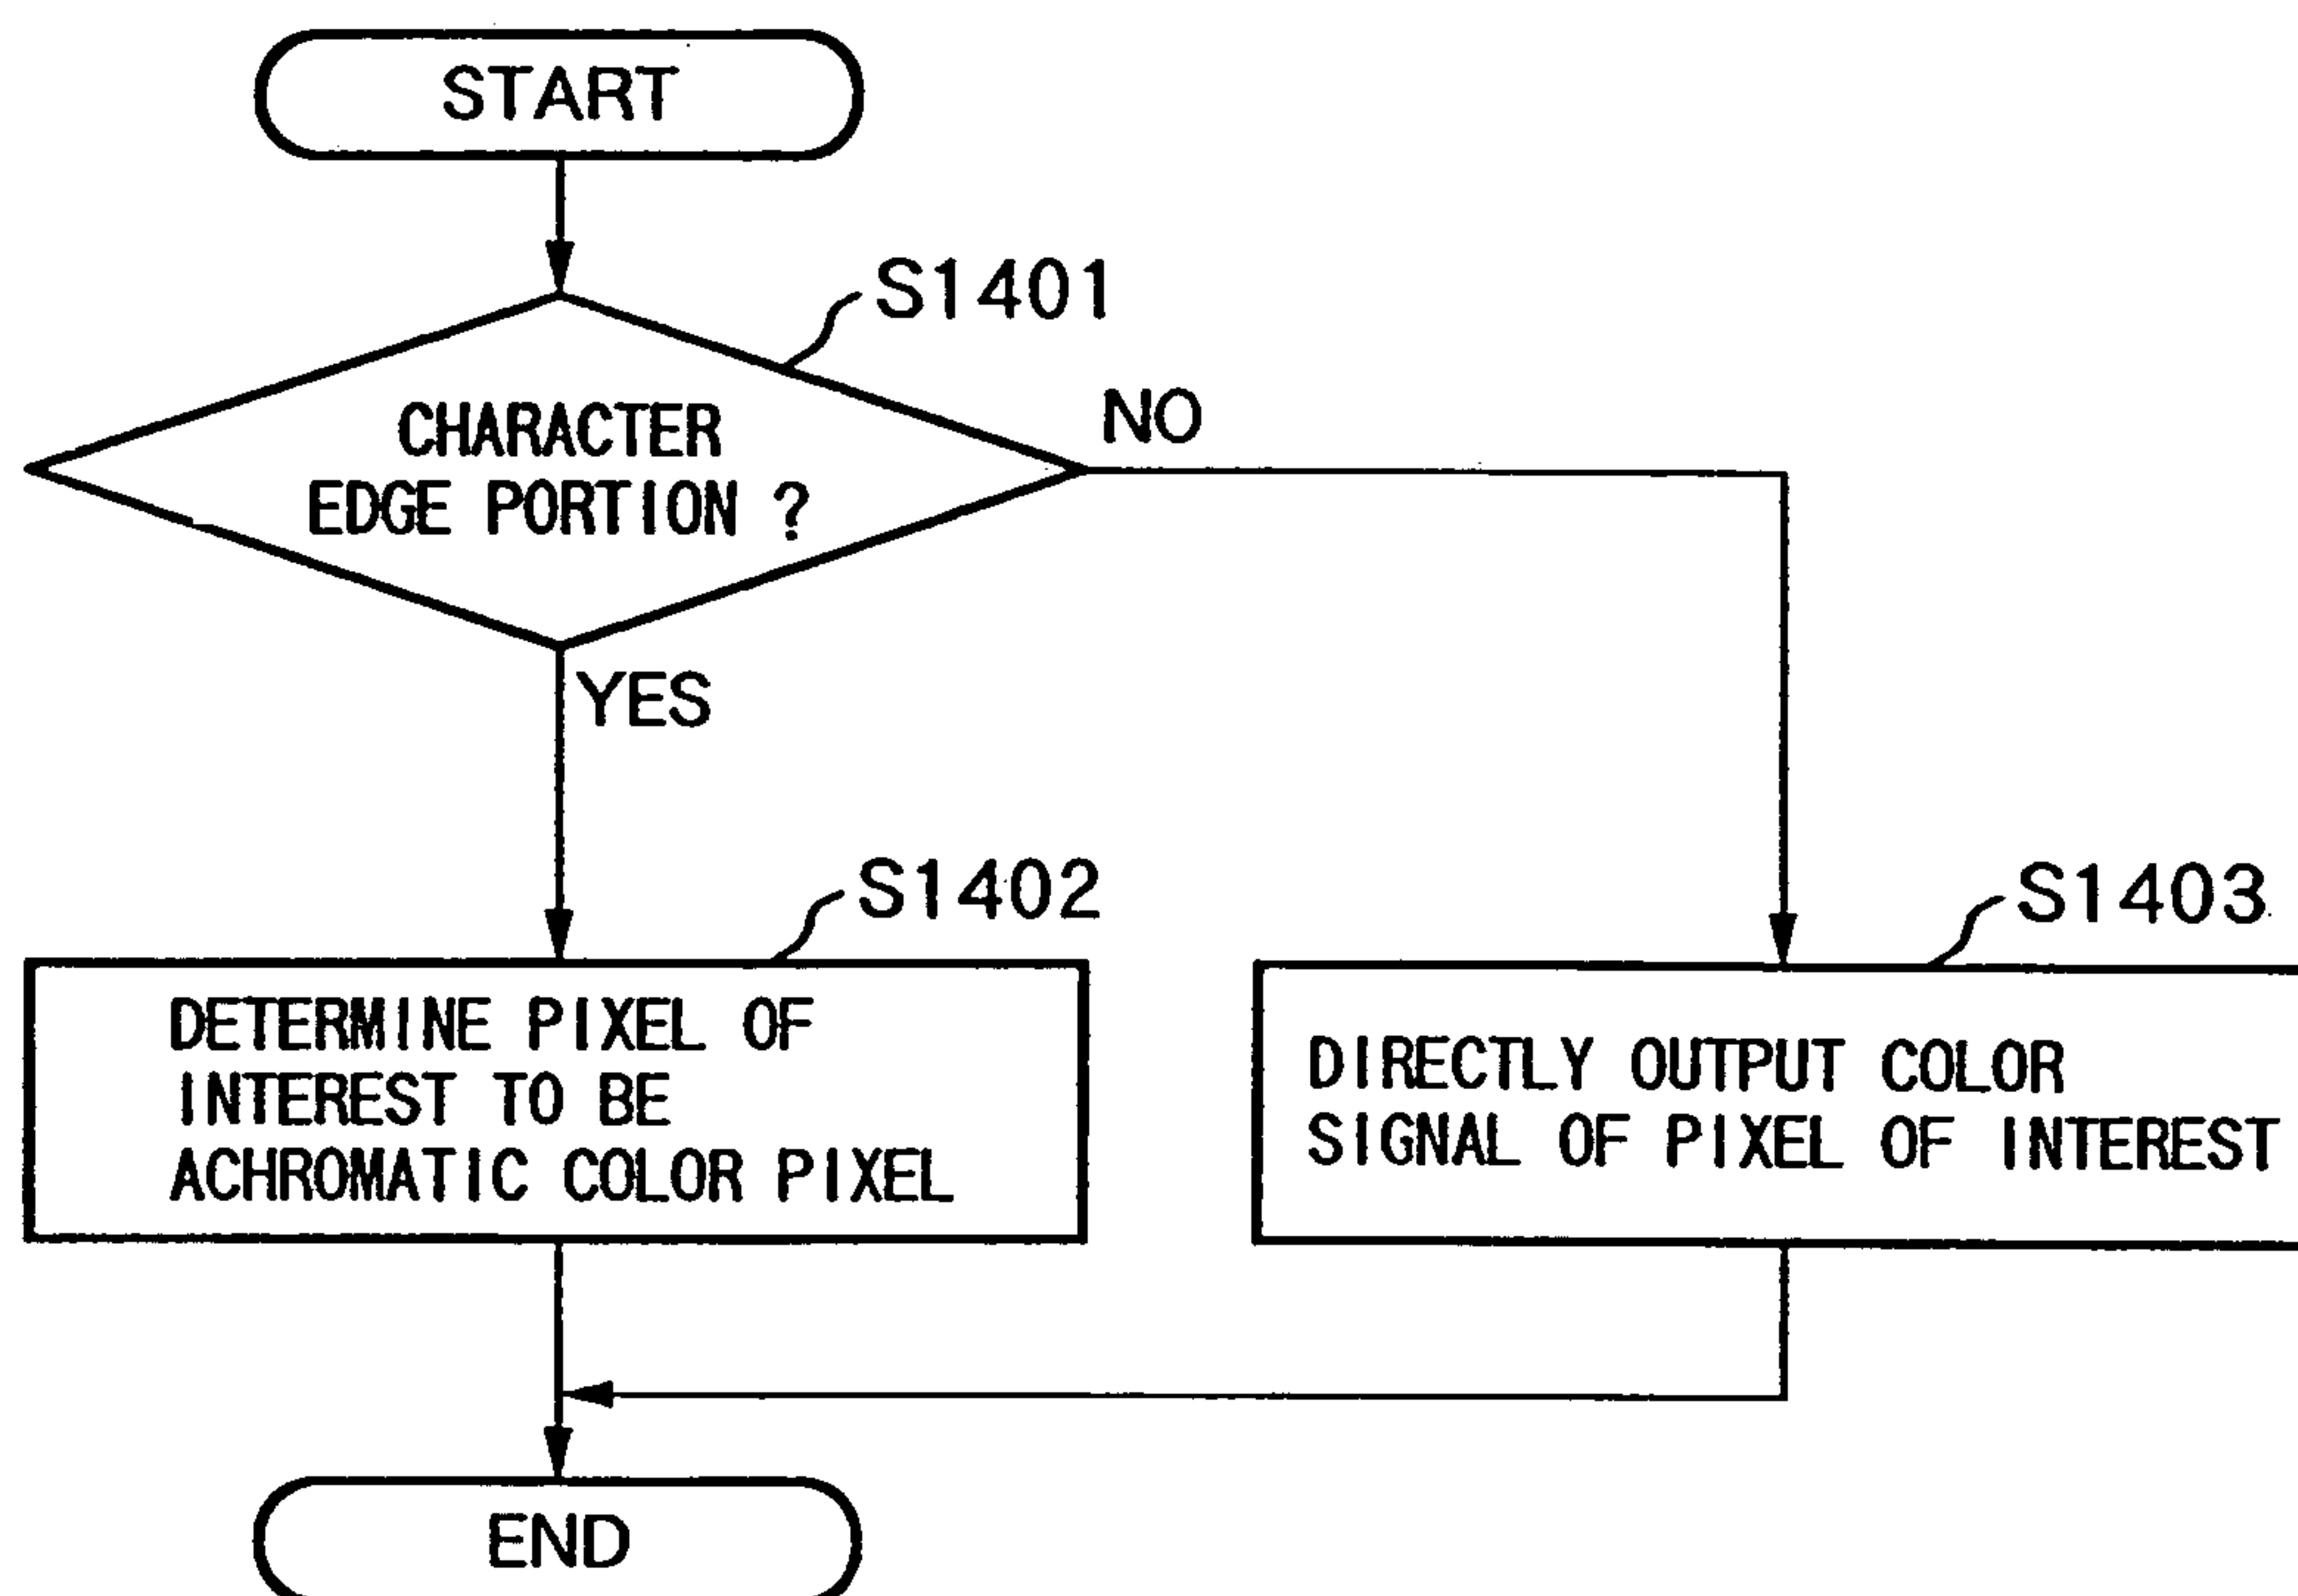 START
S1401
CHARACTER
EDGE PORTION ?
NO
YES
S1402
S1403
DETERMINE PIXEL OF
INTEREST TO BE
ACHROMATIC COLOR PIXEL
DIRECTLY OUTPUT COLOR
SIGNAL OF PIXEL OF INTEREST
END